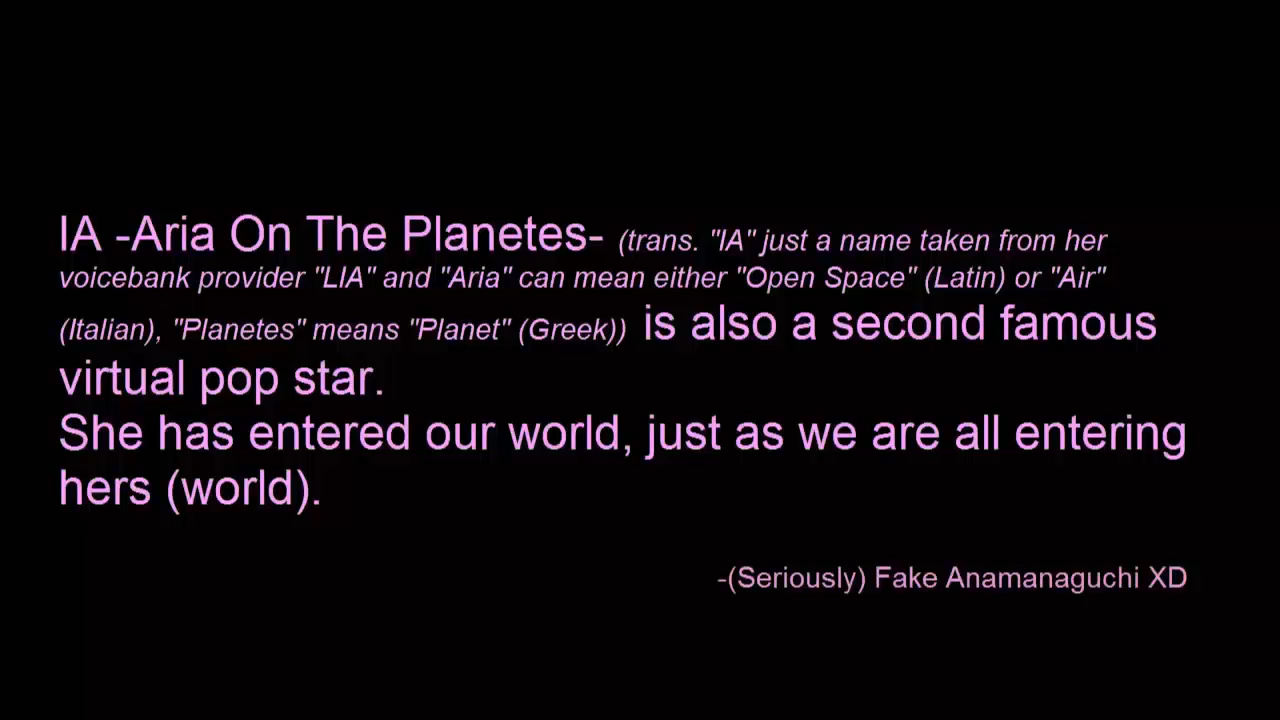 IA -Aria On The Planetes- (trans. "IA" just a name taken from her
voicebank provider "LIA" and "Aria" can mean either "Open Space" (Latin) or "Air"
(Italian), "Planetes" means "Planet" (Greek)) is also a second famous
virtual pop star.
She has entered our world, just as we are all entering
hers (world).
-(Seriously) Fake Anamanaguchi XD